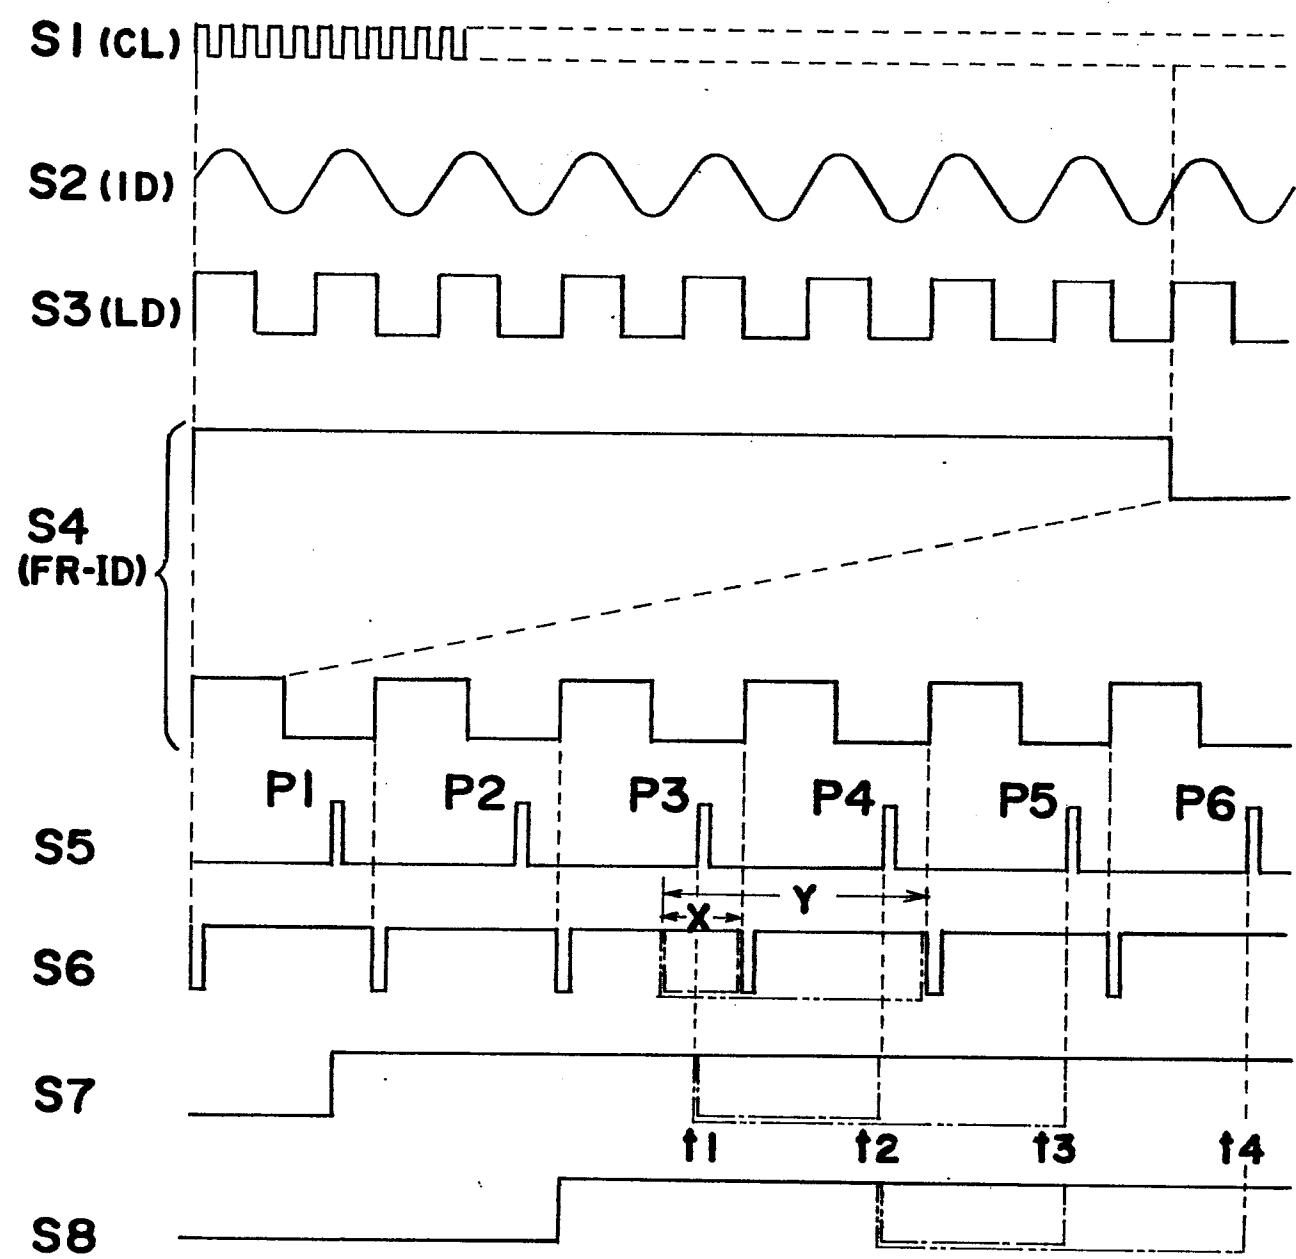 S1 (CL)
S2 (ID)
S3 (LD)
S4
(FR-ID)
P1 P2 P3 P4 P5 P6
S5
Y
X
S6
S7
t1 t2 t3 t4
S8